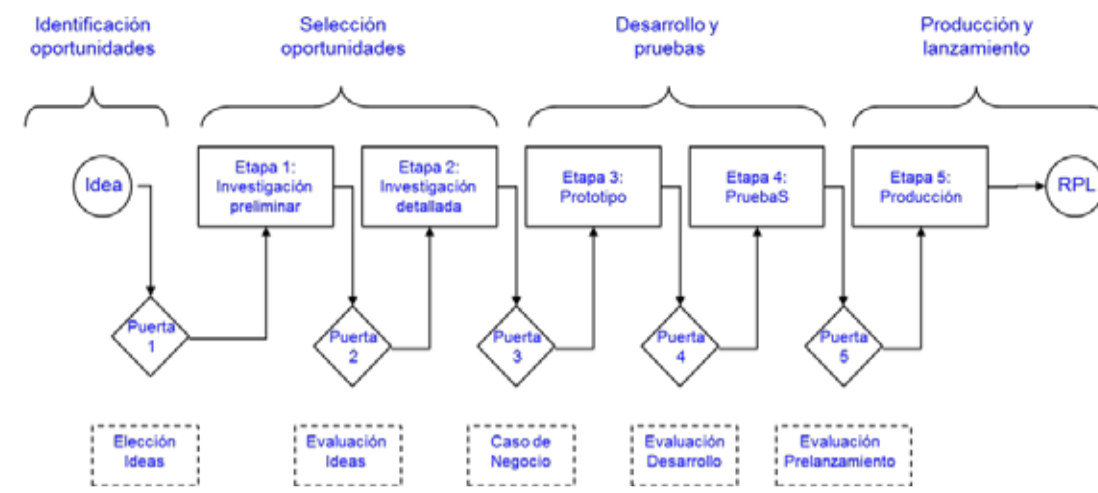 Identificación
oportunidades
Selección
oportunidades
Desarrollo y
pruebas
Producción y
lanzamiento
Idea
Etapa 1:
Investigación
preliminar
Etapa 2:
Investigación
detallada
Etapa 3:
Prototipo
Etapa 4:
PruebaS
Etapa 5:
Producción
RPL
Puerta
1
Puerta
2
Puerta
3
Puerta
4
Puerta
5
Elección
Ideas
Evaluación
Ideas
Caso de
Negocio
Evaluación
Desarrollo
Evaluación
Prelanzamiento